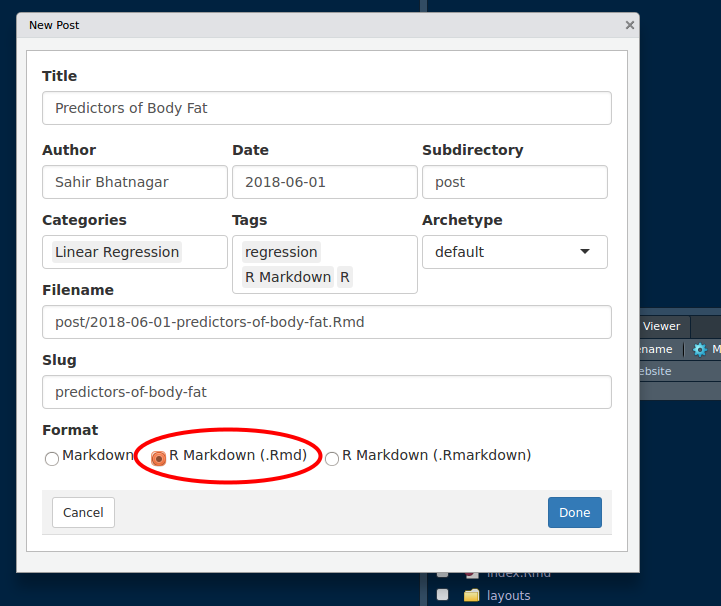 New Post
Title
Predictors of Body Fat
Author Date Subdirectory
Sahir Bhatnagar 2018-06-01 post
Categories Tags Archetype
Linear Regression regression default
R Markdown R
Filename
post/2018-06-01-predictors-of-body-fat.Rmd
Viewer
Slug
predictors-of-body-fat
Format
Markdown R Markdown (.Rmd) R Markdown (.Rmarkdown)
Cancel Done
index.Rmd
layouts